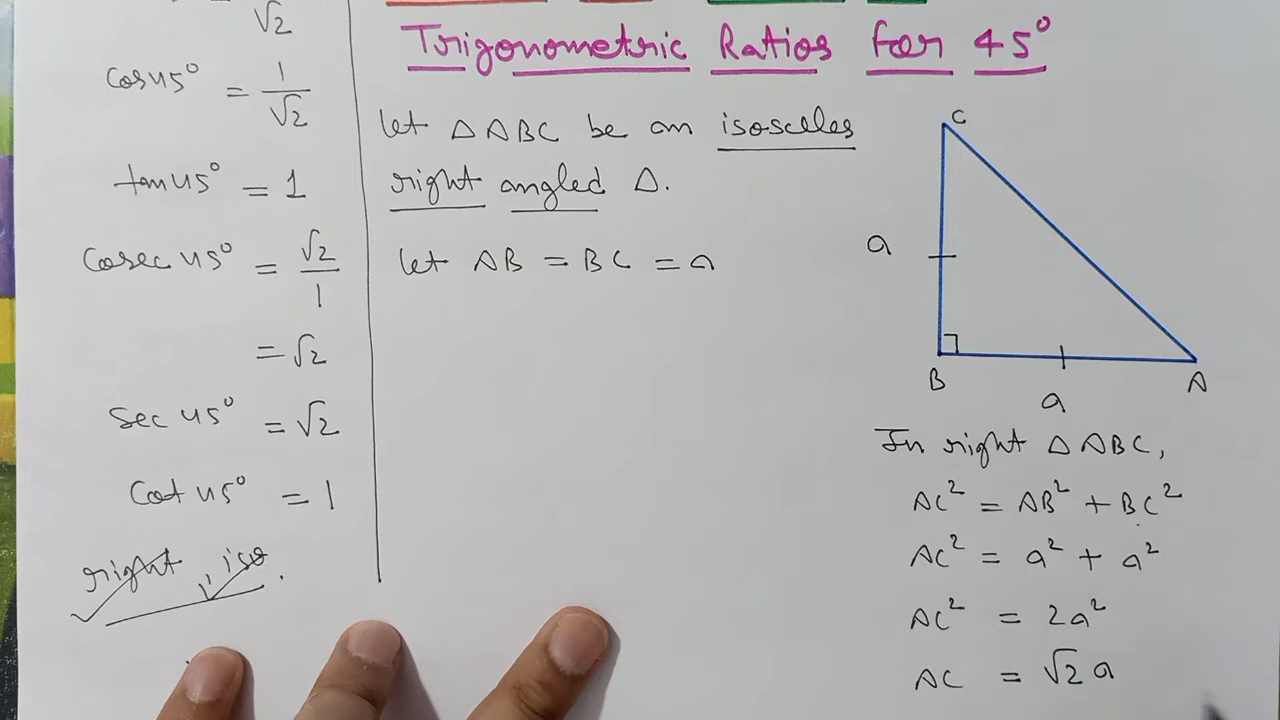 √2
Cos 45° = 1/√2
tan 45° = 1
Cosec 45° = √2/1
= √2
Sec 45° = √2
Cot 45° = 1
right, iso.
Trigonometric Ratios for 45°
let △ABC be an isosceles
right angled △.
let AB = BC = a
C
a
B
A
a
In right △ABC,
AC² = AB² + BC²
AC² = a² + a²
AC² = 2a²
AC = √2 a